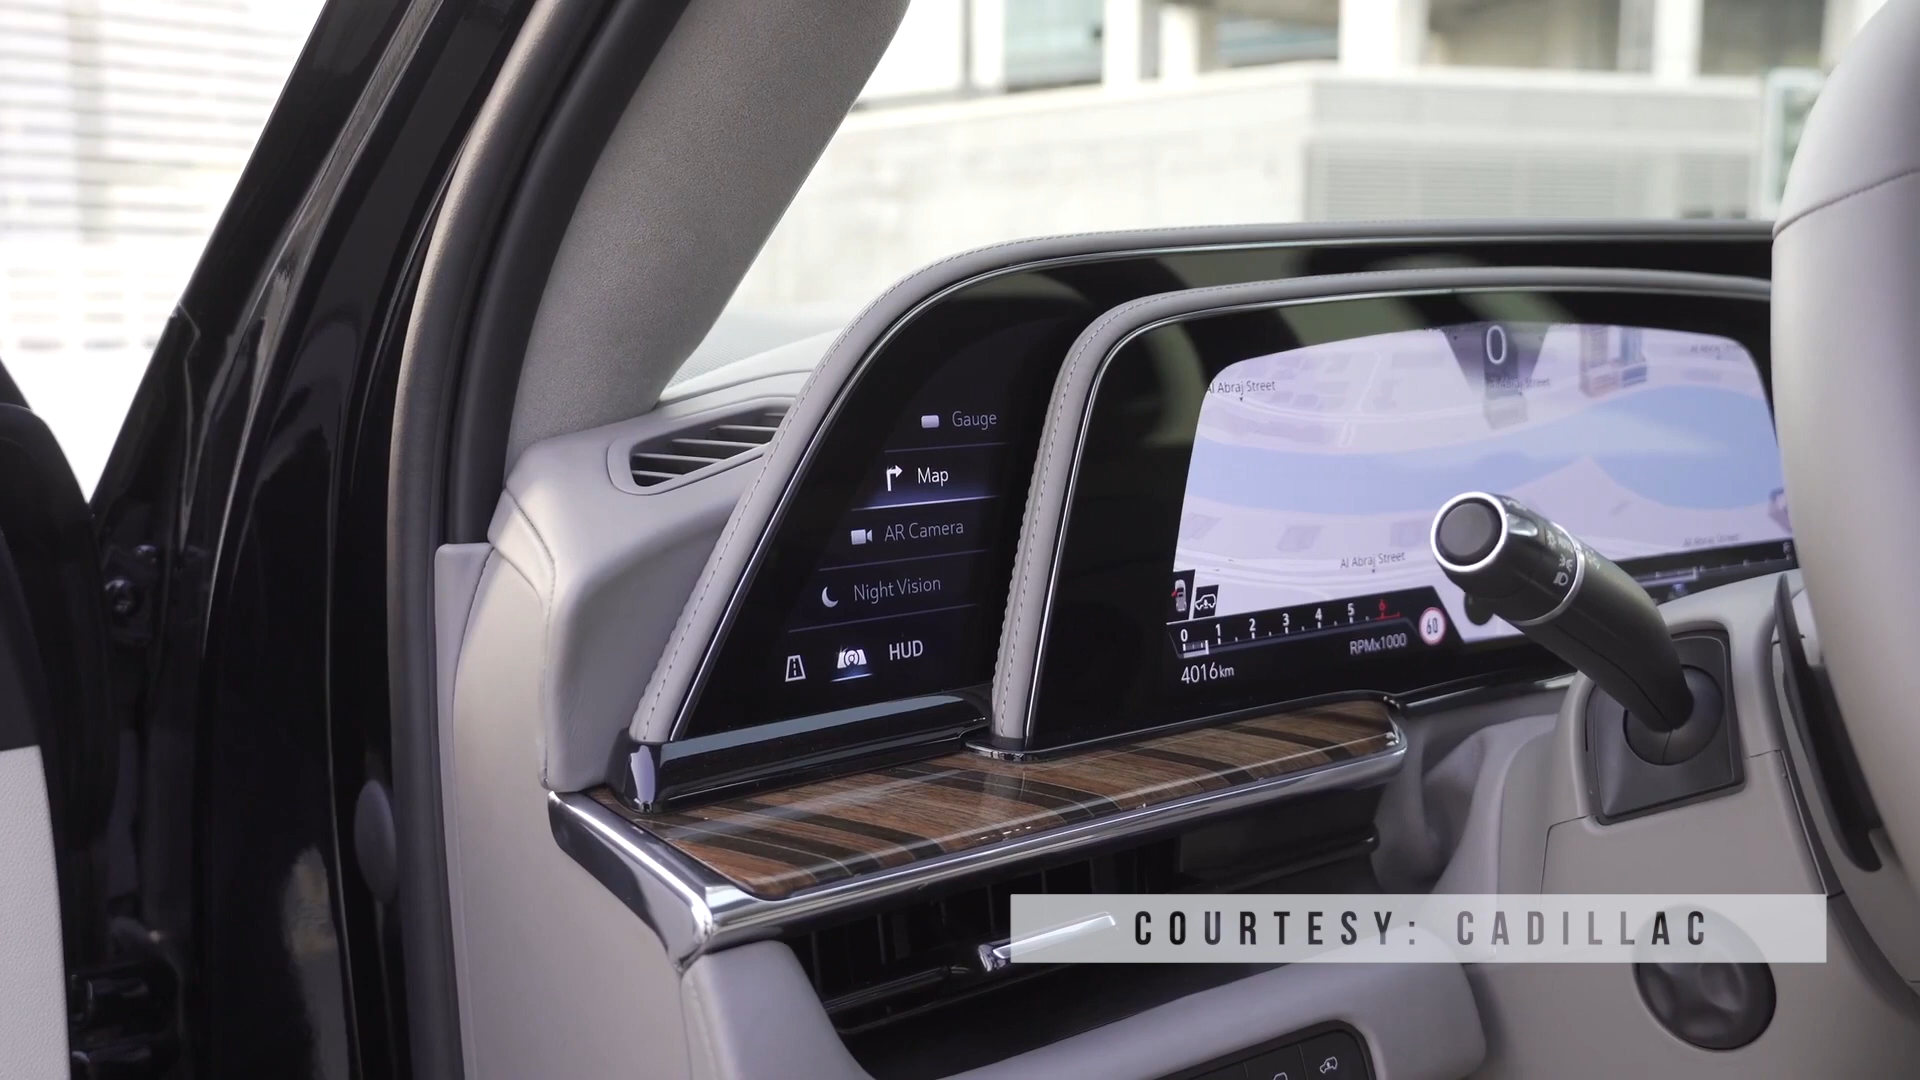 Gauge
Map
AR Camera
Night Vision
HUD
0
Al Abraj Street
Al Abraj Street
0 1 2 3 4 5 6
RPMx1000
60
4016km
COURTESY: CADILLAC